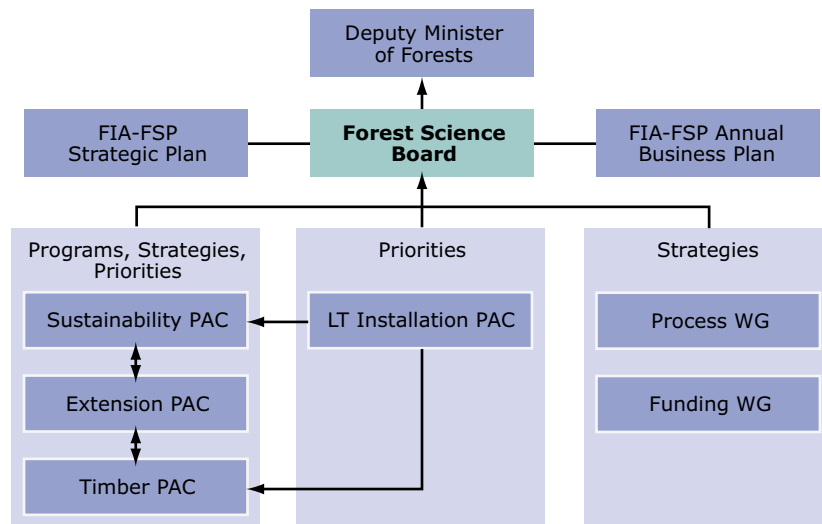 Deputy Minister
of Forests
FIA-FSP
Strategic Plan
Forest Science
Board
FIA-FSP Annual
Business Plan
Programs, Strategies,
Priorities
Sustainability PAC
Extension PAC
Timber PAC
Priorities
LT Installation PAC
Strategies
Process WG
Funding WG